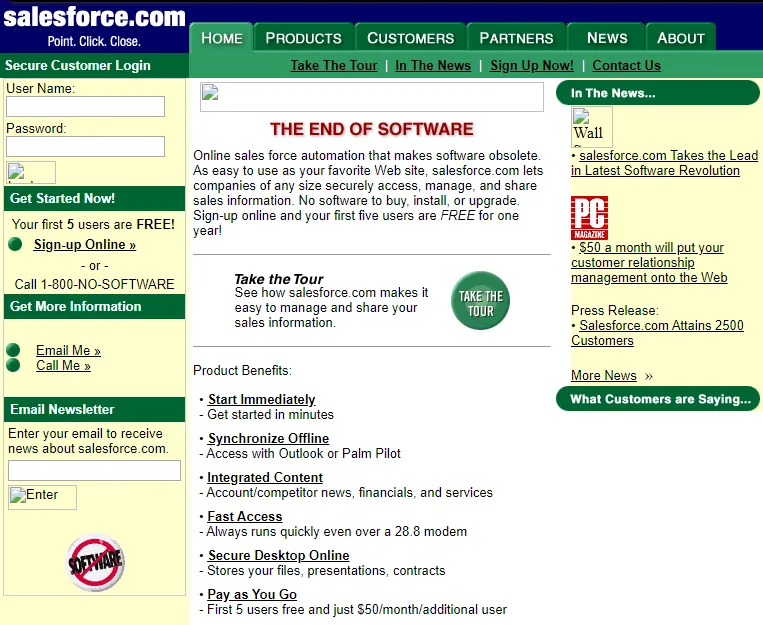 salesforce.com
Point. Click. Close.
HOME
PRODUCTS
CUSTOMERS
PARTNERS
NEWS
ABOUT
Secure Customer Login
Take The Tour | In The News | Sign Up Now! | Contact Us
User Name:
Password:
Get Started Now!
Your first 5 users are FREE!
Sign-up Online »
- or -
Call 1-800-NO-SOFTWARE
Get More Information
Email Me »
Call Me »
Email Newsletter
Enter your email to receive
news about salesforce.com.
Enter
SOFTWARE
THE END OF SOFTWARE
Online sales force automation that makes software obsolete.
As easy to use as your favorite Web site, salesforce.com lets
companies of any size securely access, manage, and share
sales information. No software to buy, install, or upgrade.
Sign-up online and your first five users are FREE for one
year!
Take the Tour
See how salesforce.com makes it
easy to manage and share your
sales information.
TAKE THE
TOUR
Product Benefits:
• Start Immediately
- Get started in minutes
• Synchronize Offline
- Access with Outlook or Palm Pilot
• Integrated Content
- Account/competitor news, financials, and services
• Fast Access
- Always runs quickly even over a 28.8 modem
• Secure Desktop Online
- Stores your files, presentations, contracts
• Pay as You Go
- First 5 users free and just $50/month/additional user
In The News...
Wall
• salesforce.com Takes the Lead
in Latest Software Revolution
PC
MAGAZINE
• $50 a month will put your
customer relationship
management onto the Web
Press Release:
• Salesforce.com Attains 2500
Customers
More News »
What Customers are Saying...